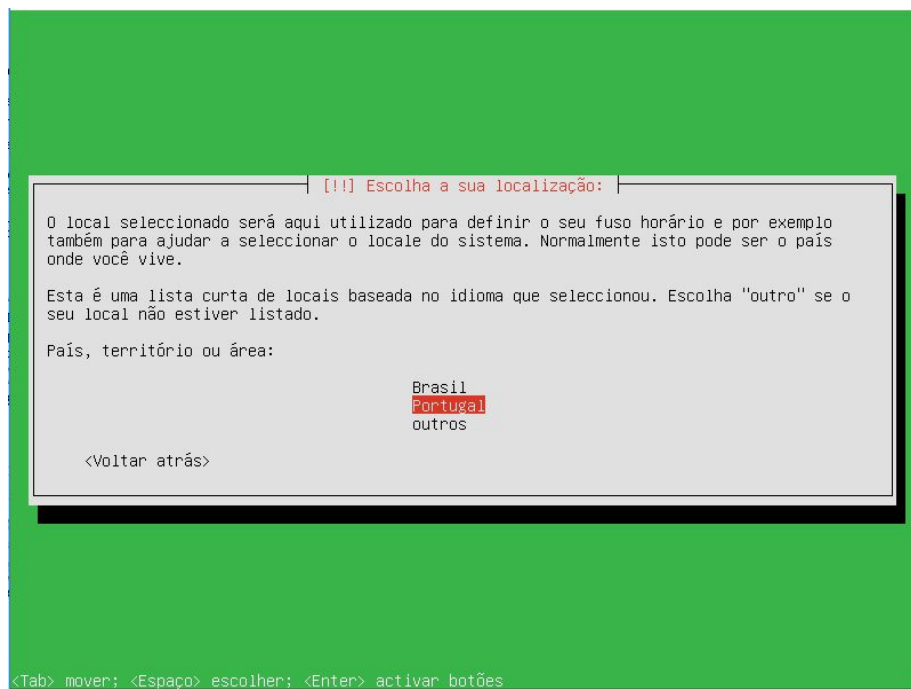 [!!] Escolha a sua localização:
O local seleccionado será aqui utilizado para definir o seu fuso horário e por exemplo
também para ajudar a seleccionar o locale do sistema. Normalmente isto pode ser o país
onde você vive.
Esta é uma lista curta de locais baseada no idioma que seleccionou. Escolha "outro" se o
seu local não estiver listado.
País, território ou área:
Brasil
Portugal
outros
<Voltar atrás>
<Tab> mover; <Espaço> escolher; <Enter> activar botões